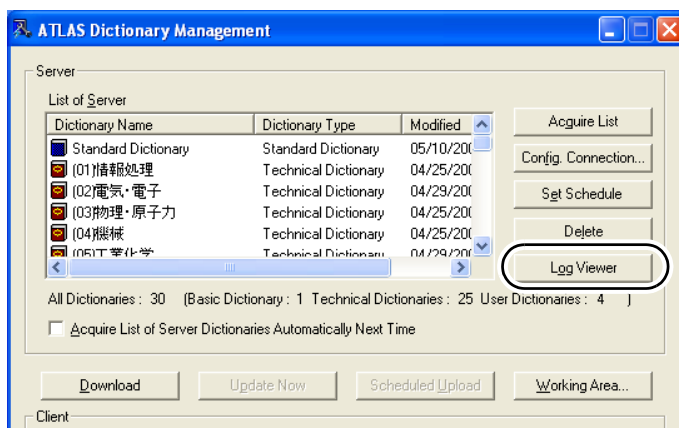 ATLAS Dictionary Management
Server
List of Server
Dictionary Name Dictionary Type Modified
Standard Dictionary Standard Dictionary 05/10/200
(01)情報処理 Technical Dictionary 04/25/200
(02)電気・電子 Technical Dictionary 04/29/200
(03)物理・原子力 Technical Dictionary 04/25/200
(04)機械 Technical Dictionary 04/25/200
(05)工業化学 Technical Dictionary 04/29/200
Acquire List
Config. Connection...
Set Schedule
Delete
Log Viewer
All Dictionaries : 30 (Basic Dictionary : 1 Technical Dictionaries : 25 User Dictionaries : 4 )
Acquire List of Server Dictionaries Automatically Next Time
Download Update Now Scheduled Upload Working Area...
Client